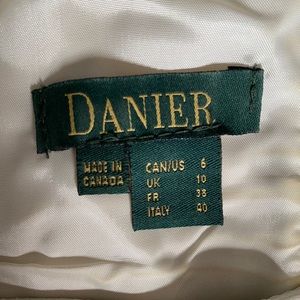 DANIER
MADE IN
CANADA
CAN/US 6
UK 10
FR 38
ITALY 40